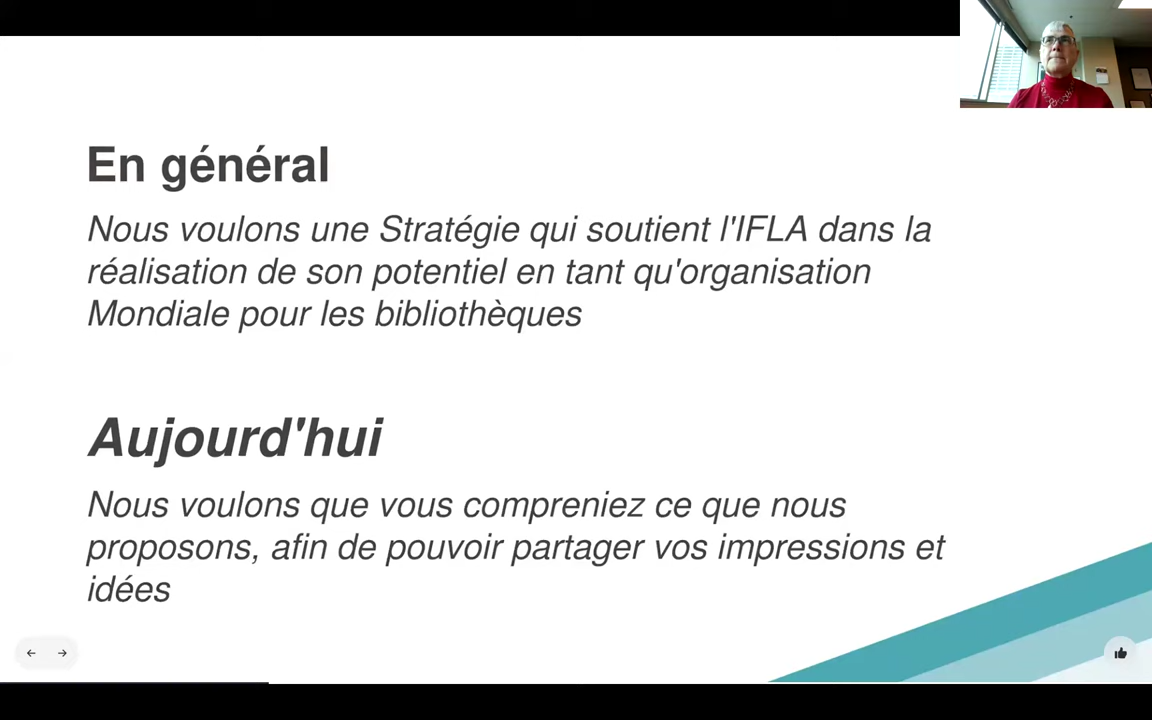 En général
Nous voulons une Stratégie qui soutient l'IFLA dans la
réalisation de son potentiel en tant qu'organisation
Mondiale pour les bibliothèques
Aujourd'hui
Nous voulons que vous compreniez ce que nous
proposons, afin de pouvoir partager vos impressions et
idées